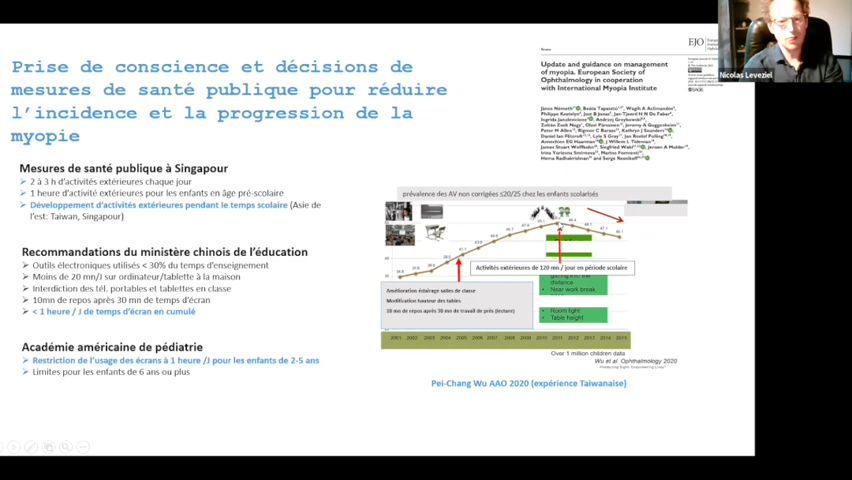 Prise de conscience et décisions de
mesures de santé publique pour réduire
l'incidence et la progression de la
myopie
Mesures de santé publique à Singapour
2 à 3 h d'activités extérieures chaque jour
1 heure d'activité extérieures pour les enfants en âge pré-scolaire
Développement d'activités extérieures pendant le temps scolaire (Asie de
l'est: Taiwan, Singapour)
Recommandations du ministère chinois de l'éducation
Outils électroniques utilisés < 30% du temps d'enseignement
Moins de 20 mn/J sur ordinateur/tablette à la maison
Interdiction des tél. portables et tablettes en classe
10mn de repos après 30 mn de temps d'écran
< 1 heure / J de temps d'écran en cumulé
Académie américaine de pédiatrie
Restriction de l'usage des écrans à 1 heure /J pour les enfants de 2-5 ans
Limites pour les enfants de 6 ans ou plus
EJO
Update and guidance on management
of myopia. European Society of
Ophthalmology in cooperation
with International Myopia Institute
Nicolas Leveziel
prévalence des AV non corrigées ≤20/25 chez les enfants scolarisés
Activités extérieures de 120 mn / jour en période scolaire
distance
Near work break
Amélioration éclairage salles de classe
Modification hauteur des tables
10 mn de repos après 30 mn de travail de près (lecture)
Room light
Table height
2001 2002 2003 2004 2005 2006 2007 2008 2009 2010 2011 2012 2013 2014 2015
Over 1 million children data
Wu et al. Ophthalmology 2020
Pei-Chang Wu AAO 2020 (expérience Taiwanaise)